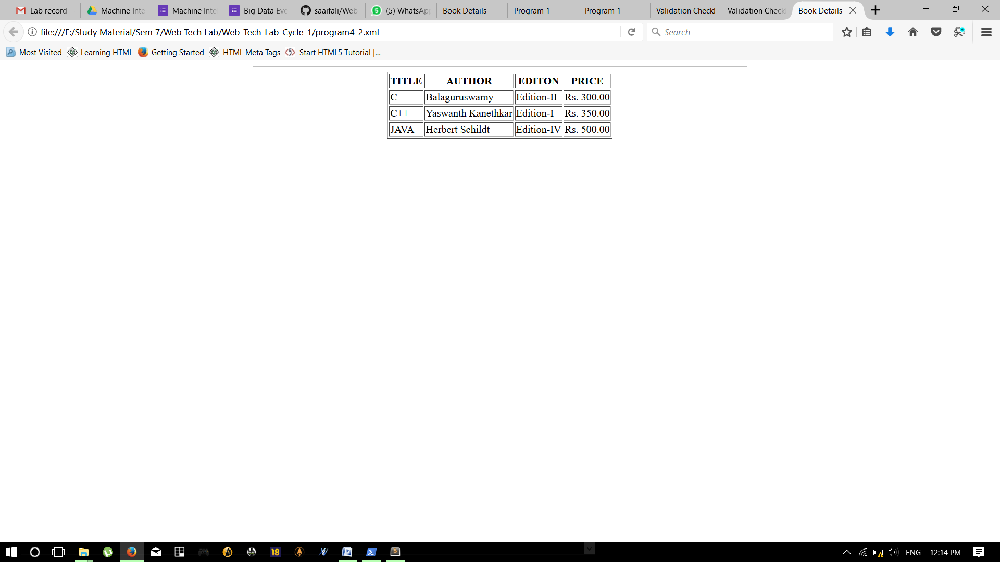 Lab record - Machine Inte Machine Inte Big Data Eve saaifali/Web- (5) WhatsApp Book Details Program 1 Program 1 Validation Check! Validation Check Book Details
file:///F:/Study Material/Sem 7/Web Tech Lab/Web-Tech-Lab-Cycle-1/program4_2.xml Search
Most Visited Learning HTML Getting Started HTML Meta Tags Start HTML5 Tutorial |...
TITLE AUTHOR EDITON PRICE
C Balaguruswamy Edition-II Rs. 300.00
C++ Yaswanth Kanethkar Edition-I Rs. 350.00
JAVA Herbert Schildt Edition-IV Rs. 500.00
18 ENG 12:14 PM